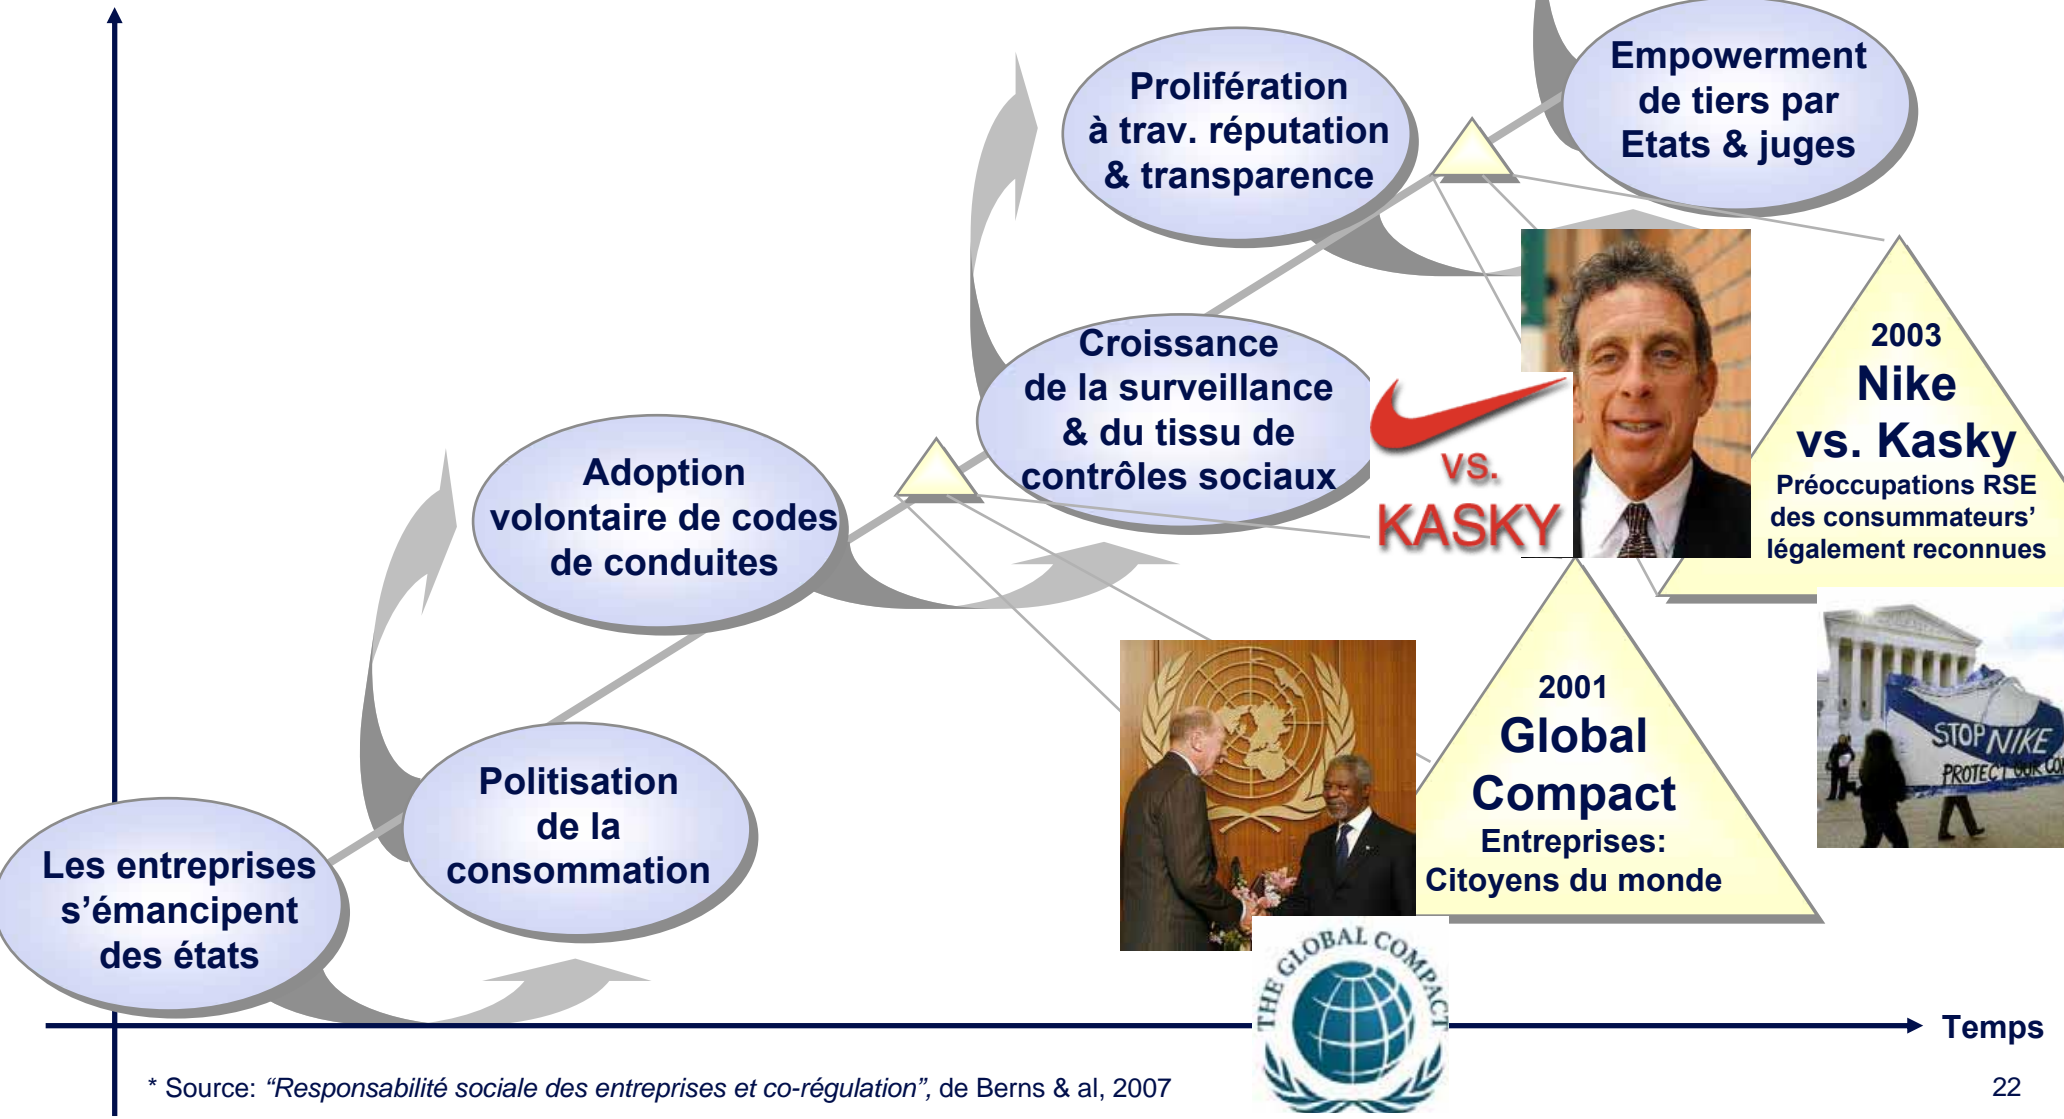 Empowerment
de tiers par
Etats & juges
Prolifération
à trav. réputation
& transparence
Croissance
de la surveillance
& du tissu de
contrôles sociaux
Adoption
volontaire de codes
de conduites
Politisation
de la
consommation
Les entreprises
s’émancipent
des états
VS.
KASKY
2003
Nike
vs. Kasky
Préoccupations RSE
des consummateurs’
légalement reconnues
STOP NIKE
PROTECT OUR
2001
Global
Compact
Entreprises:
Citoyens du monde
THE GLOBAL COMPACT
Temps
* Source: “Responsabilité sociale des entreprises et co-régulation”, de Berns & al, 2007
22